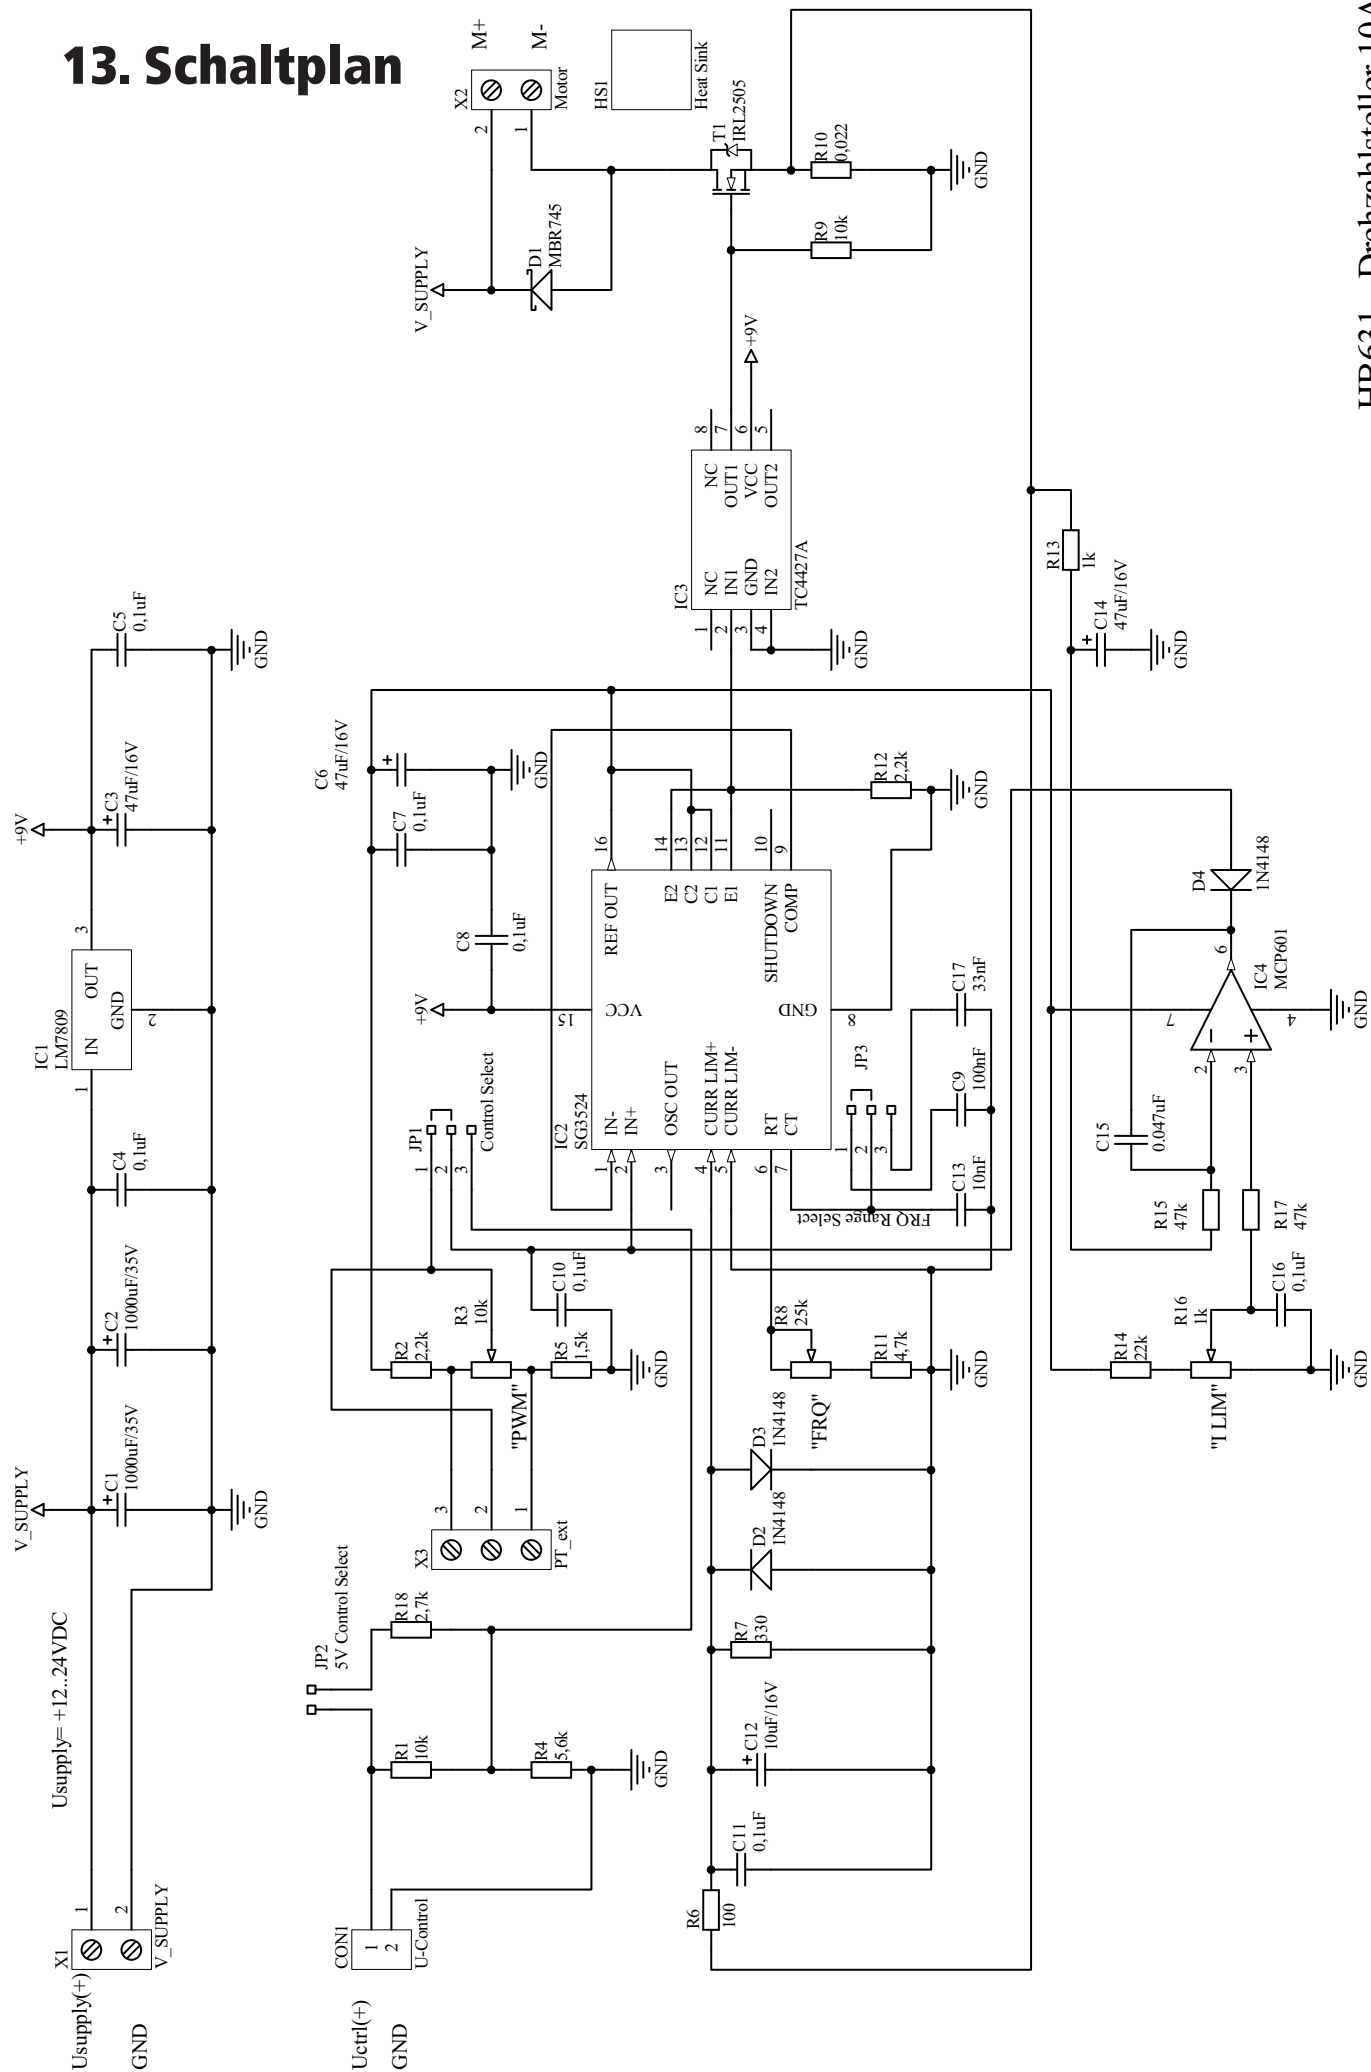 13. Schaltplan
Usupply(+)
GND
X1
1
2
V_SUPPLY
Usupply= +12..24VDC
V_SUPPLY
+C1
1000uF/35V
GND
+C2
1000uF/35V
C4
0,1uF
IC1
LM7809
1
IN
OUT
GND
2
3
+9V
+C3
47uF/16V
C5
0,1uF
GND
Uctrl(+)
GND
CON1
1
2
U-Control
JP2
5V Control Select
R1
10k
R18
2,7k
R4
5,6k
GND
X3
3
2
1
PT_ext
R2
2,2k
R3
10k
"PWM"
R5
1,5k
GND
C10
0,1uF
JP1
1
2
3
Control Select
+9V
C8
0,1uF
C7
0,1uF
C6
47uF/16V
+
GND
IC2
SG3524
15
VCC
1
IN-
2
IN+
3
OSC OUT
4
CURR LIM+
5
CURR LIM-
6
RT
7
CT
8
GND
REF OUT
16
E2
14
C2
13
C1
12
E1
11
SHUTDOWN
10
COMP
9
R12
2,2k
GND
JP3
1
2
3
FRQ Range Select
C13
10nF
C9
100nF
C17
33nF
R6
100
C11
0,1uF
+C12
10uF/16V
R7
330
D2
1N4148
D3
1N4148
"FRQ"
R8
25k
R11
4,7k
GND
IC3
TC4427A
1
NC
2
IN1
3
GND
4
IN2
NC
8
OUT1
7
VCC
6
OUT2
5
+9V
GND
V_SUPPLY
D1
MBR745
X2
2
1
Motor
M+
M-
HS1
Heat Sink
T1
IRL2505
R9
10k
R10
0,022
GND
R13
1k
+C14
47uF/16V
GND
"I LIM"
R14
22k
R16
1k
C16
0,1uF
GND
R15
47k
R17
47k
C15
0.047uF
2
3
-
+
7
4
6
IC4
MCP601
GND
D4
1N4148